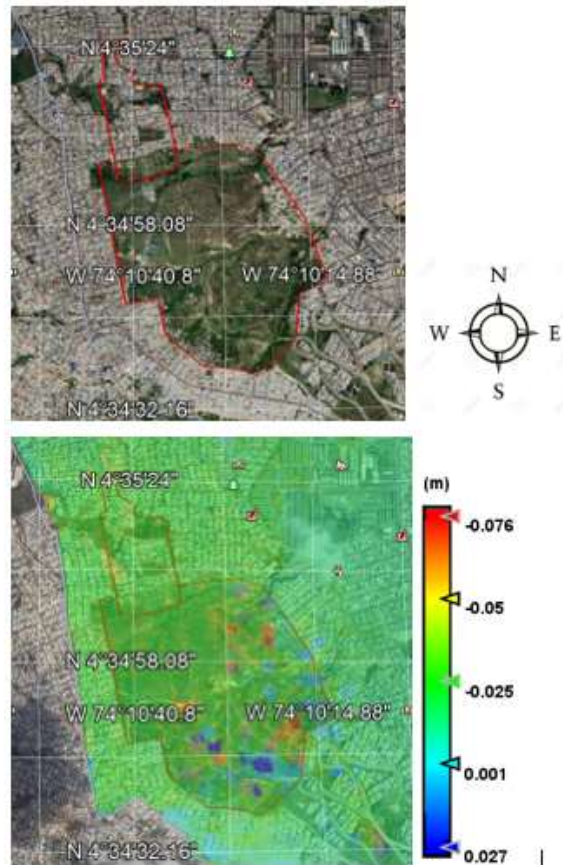 N 4°35'24"
N 4°34'58.08"
W 74°10'40.8" W 74°10'14.88"
N 4°34'32.16"
N
W E
S
(m)
-0.076
-0.05
-0.025
0.001
0.027
N 4°35'24"
N 4°34'58.08"
W 74°10'40.8" W 74°10'14.88"
N 4°34'32.16"